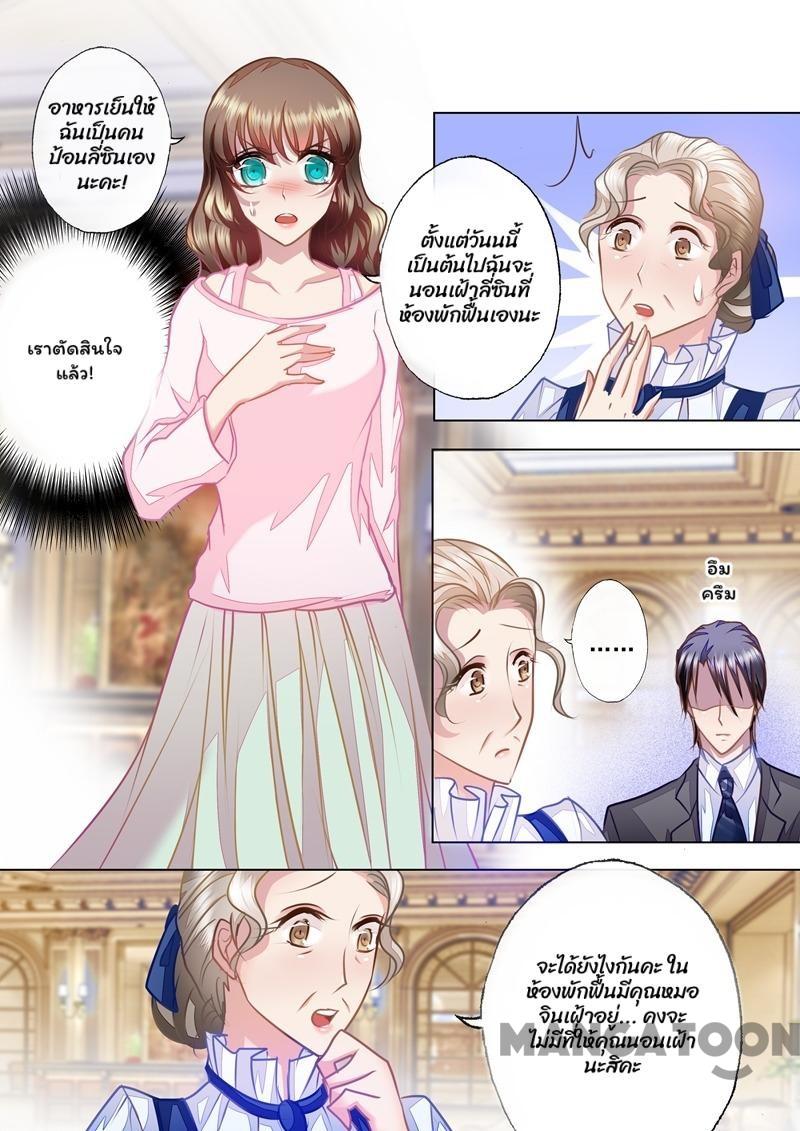 อาหารเย็นให้
ฉันเป็นคน
ป้อนลี่ซินเอง
นะคะ!
เราตัดสินใจ
แล้ว!
ตั้งแต่วันนนี้
เป็นต้นไปฉันจะ
นอนเฝ้าลี่ซินที่
ห้องพักฟื้นเองนะ
อึม
ครึม
......
จะได้ยังไงกันคะ ใน
ห้องพักฟื้นมีคุณหมอ
จินเฝ้าอยู่... คงจะ
ไม่มีที่ให้คุณนอนเฝ้า
นะสิคะ
MANGATOON